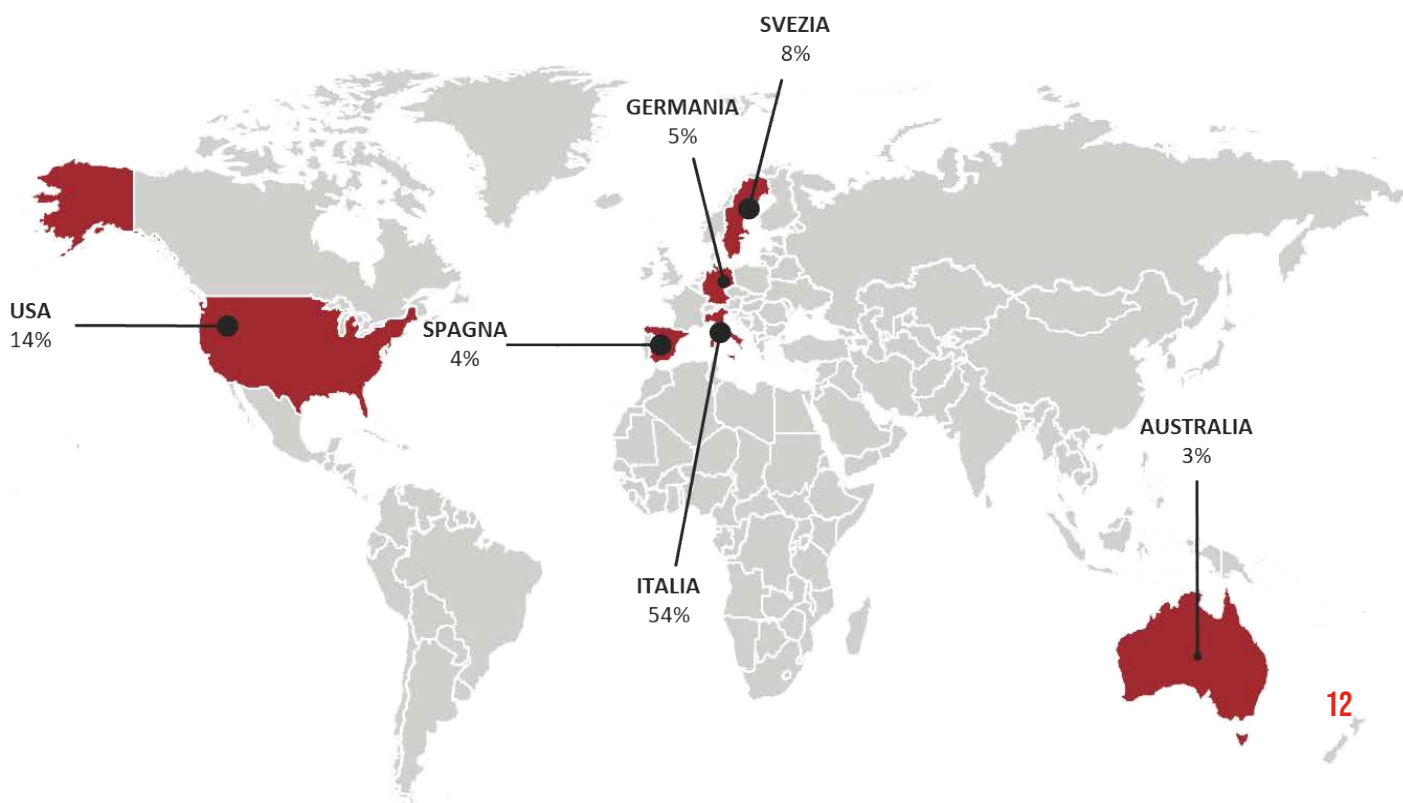 SVEZIA
8%
GERMANIA
5%
USA
14%
SPAGNA
4%
AUSTRALIA
3%
ITALIA
54%
12